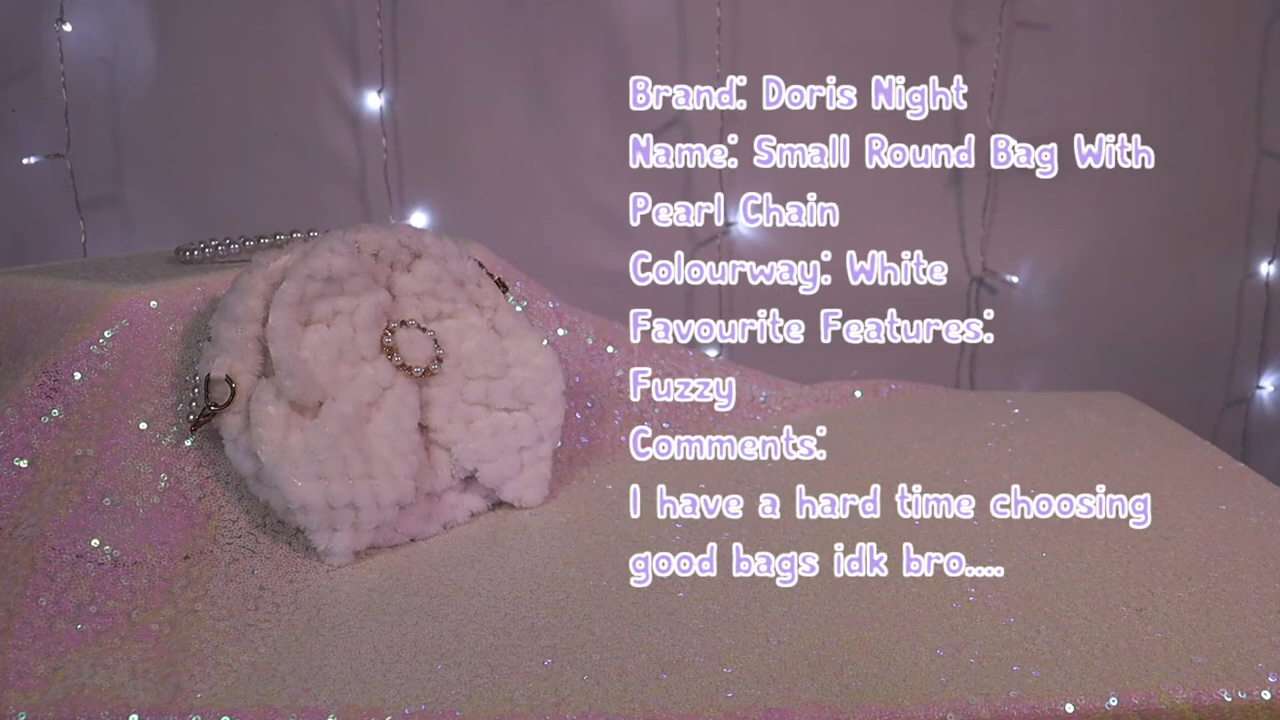 Brand: Doris Night
Name: Small Round Bag With
Pearl Chain
Colourway: White
Favourite Features:
Fuzzy
Comments:
I have a hard time choosing
good bags idk bro....